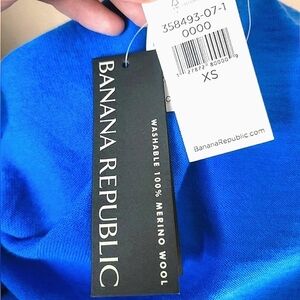 358493-07-1
0000
XS
BananaRepublic.com
BANANA REPUBLIC
WASHABLE 100% MERINO WOOL